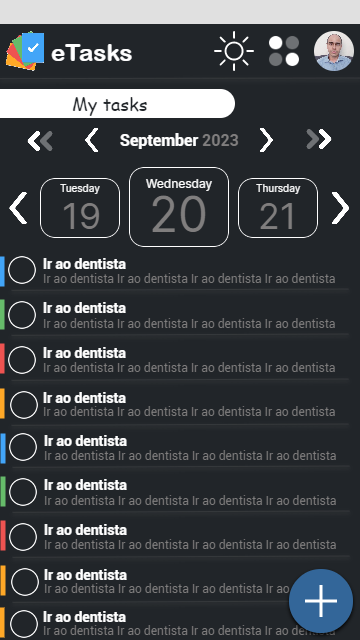 eTasks
My tasks
September 2023
Tuesday
19
Wednesday
20
Thursday
21
Ir ao dentista
Ir ao dentista Ir ao dentista Ir ao dentista Ir ao dentista
Ir ao dentista
Ir ao dentista Ir ao dentista Ir ao dentista Ir ao dentista
Ir ao dentista
Ir ao dentista Ir ao dentista Ir ao dentista Ir ao dentista
Ir ao dentista
Ir ao dentista Ir ao dentista Ir ao dentista Ir ao dentista
Ir ao dentista
Ir ao dentista Ir ao dentista Ir ao dentista Ir ao dentista
Ir ao dentista
Ir ao dentista Ir ao dentista Ir ao dentista Ir ao dentista
Ir ao dentista
Ir ao dentista Ir ao dentista Ir ao dentista Ir ao dentista
Ir ao dentista
Ir ao dentista Ir ao dentista Ir ao dentista Ir ao
Ir ao dentista
Ir ao dentista Ir ao dentista Ir ao dentista Ir ao dentista